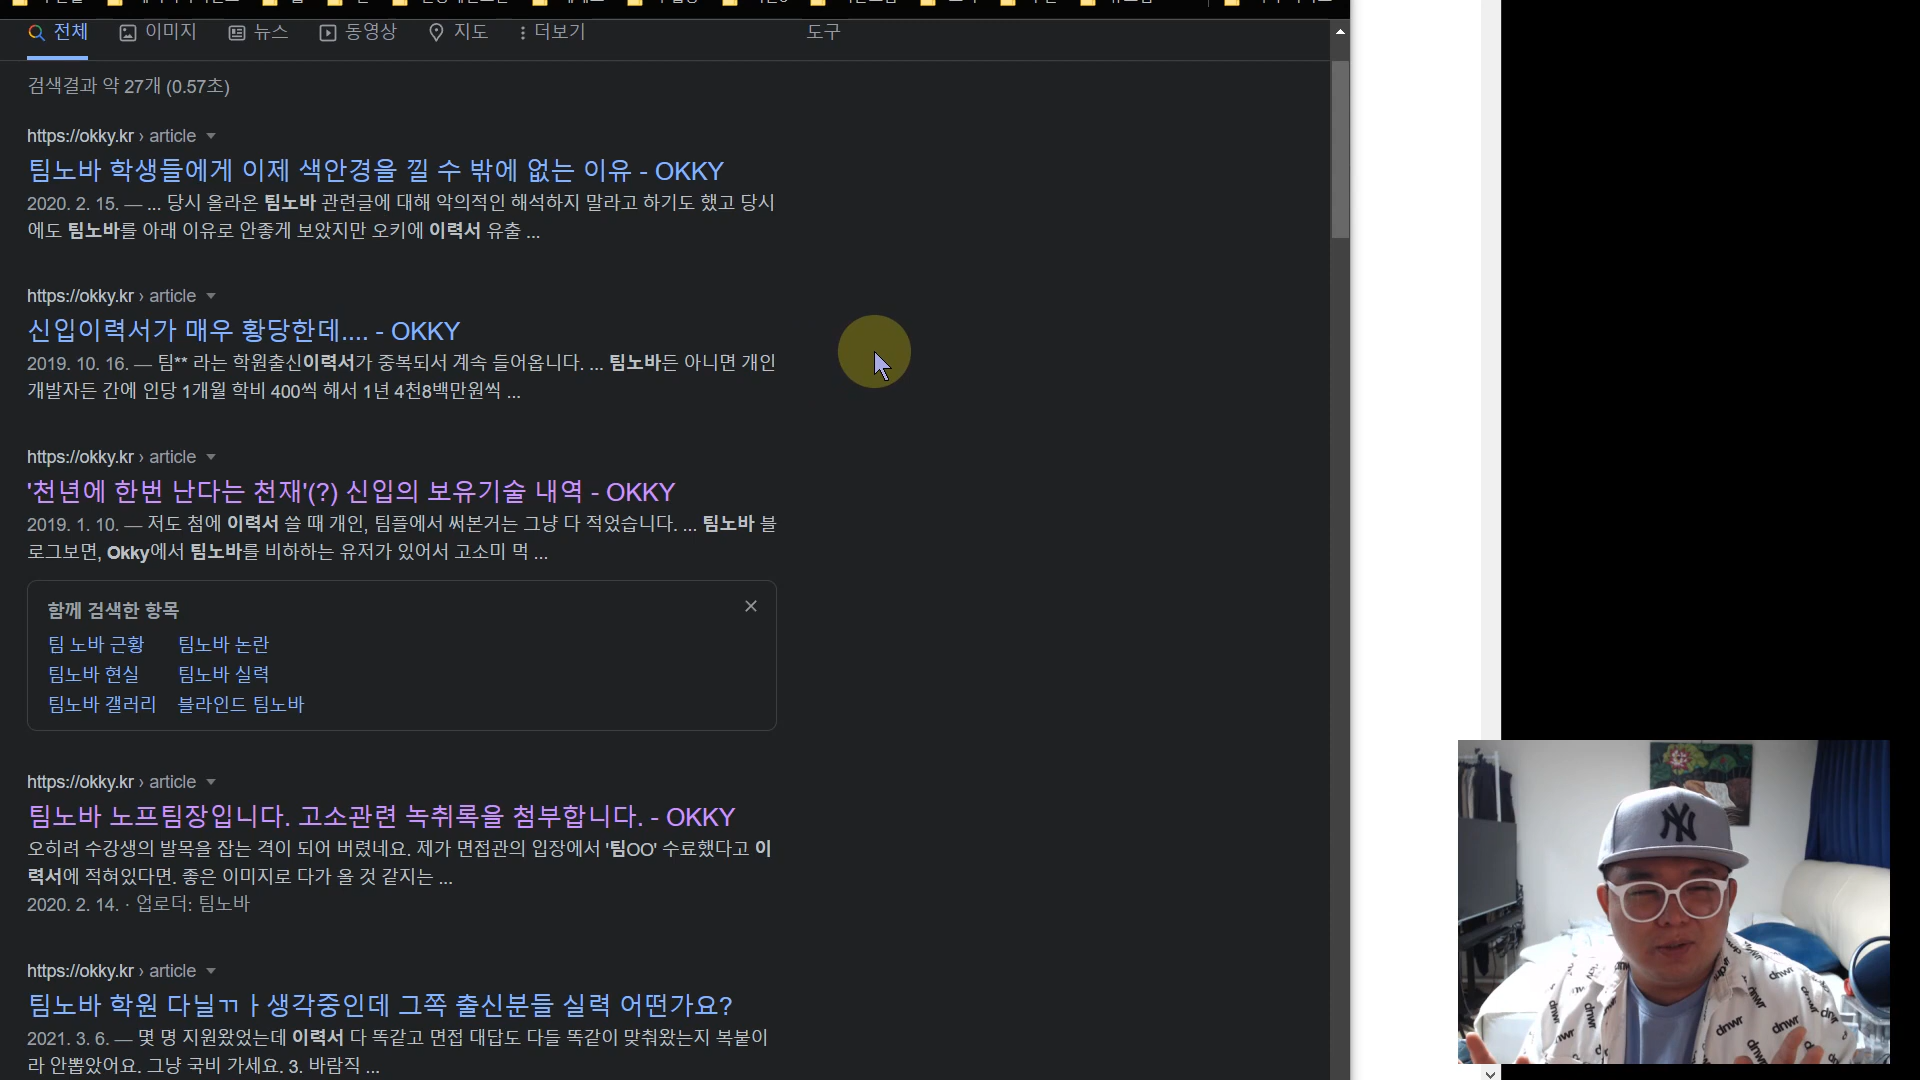 전체 이미지 뉴스 동영상 지도 더보기 도구
검색결과 약 27개 (0.57초)
https://okky.kr › article
팀노바 학생들에게 이제 색안경을 낄 수 밖에 없는 이유 - OKKY
2020. 2. 15. — ... 당시 올라온 팀노바 관련글에 대해 악의적인 해석하지 말라고 하기도 했고 당시
에도 팀노바를 아래 이유로 안좋게 보았지만 오키에 이력서 유출 ...
https://okky.kr › article
신입이력서가 매우 황당한데.... - OKKY
2019. 10. 16. — 팀** 라는 학원출신이력서가 중복되서 계속 들어옵니다. ... 팀노바든 아니면 개인
개발자든 간에 인당 1개월 학비 400씩 해서 1년 4천8백만원씩 ...
https://okky.kr › article
'천년에 한번 난다는 천재'(?) 신입의 보유기술 내역 - OKKY
2019. 1. 10. — 저도 첨에 이력서 쓸 때 개인, 팀플에서 써본거는 그냥 다 적었습니다. ... 팀노바 블
로그보면, Okky에서 팀노바를 비하하는 유저가 있어서 고소미 먹 ...
함께 검색한 항목
팀 노바 근황 팀노바 논란
팀노바 현실 팀노바 실력
팀노바 갤러리 블라인드 팀노바
https://okky.kr › article
팀노바 노프팀장입니다. 고소관련 녹취록을 첨부합니다. - OKKY
오히려 수강생의 발목을 잡는 격이 되어 버렸네요. 제가 면접관의 입장에서 '팀OO' 수료했다고 이
력서에 적혀있다면. 좋은 이미지로 다가 올 것 같지는 ...
2020. 2. 14. · 업로더: 팀노바
https://okky.kr › article
팀노바 학원 다닐ㄲㅏ생각중인데 그쪽 출신분들 실력 어떤가요?
2021. 3. 6. — 몇 명 지원왔었는데 이력서 다 똑같고 면접 대답도 다들 똑같이 맞춰왔는지 복붙이
라 안뽑았어요. 그냥 국비 가세요. 3. 바람직 ...
NY
dnwr
dnwr
dnwr
dnwr